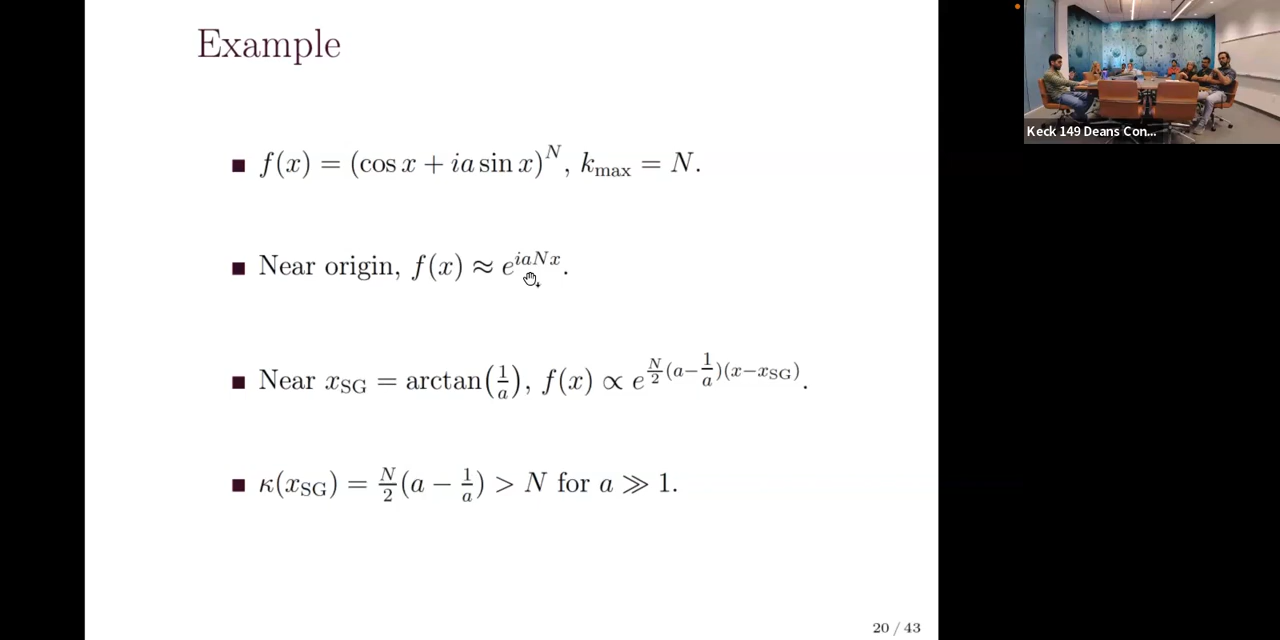 Example
■ f(x) = (cos x + ia sin x)^N, k_max = N.
■ Near origin, f(x) ≈ e^{iaNx}.
■ Near x_SG = arctan(1/a), f(x) ∝ e^{N/2(a−1/a)(x−x_SG)}.
■ κ(x_SG) = N/2(a − 1/a) > N for a ≫ 1.
20 / 43
Keck 149 Deans Con...